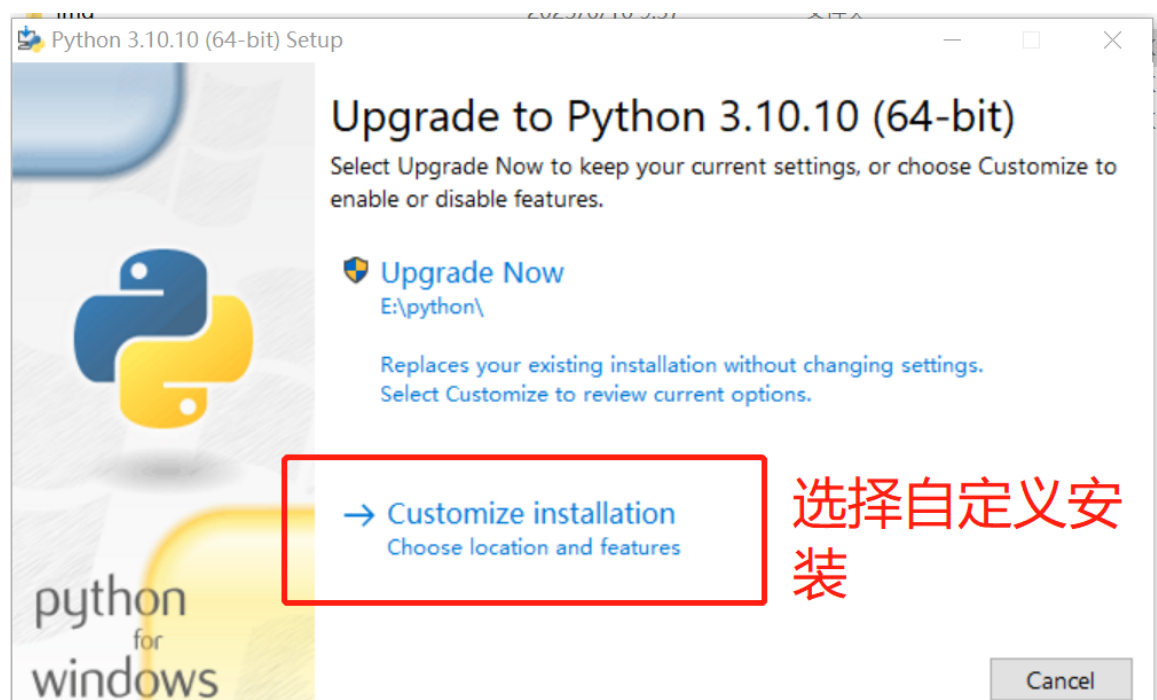 Python 3.10.10 (64-bit) Setup
Upgrade to Python 3.10.10 (64-bit)
Select Upgrade Now to keep your current settings, or choose Customize to
enable or disable features.
Upgrade Now
E:\python\
Replaces your existing installation without changing settings.
Select Customize to review current options.
Customize installation
Choose location and features
选择自定义安
装
python
for
windows
Cancel